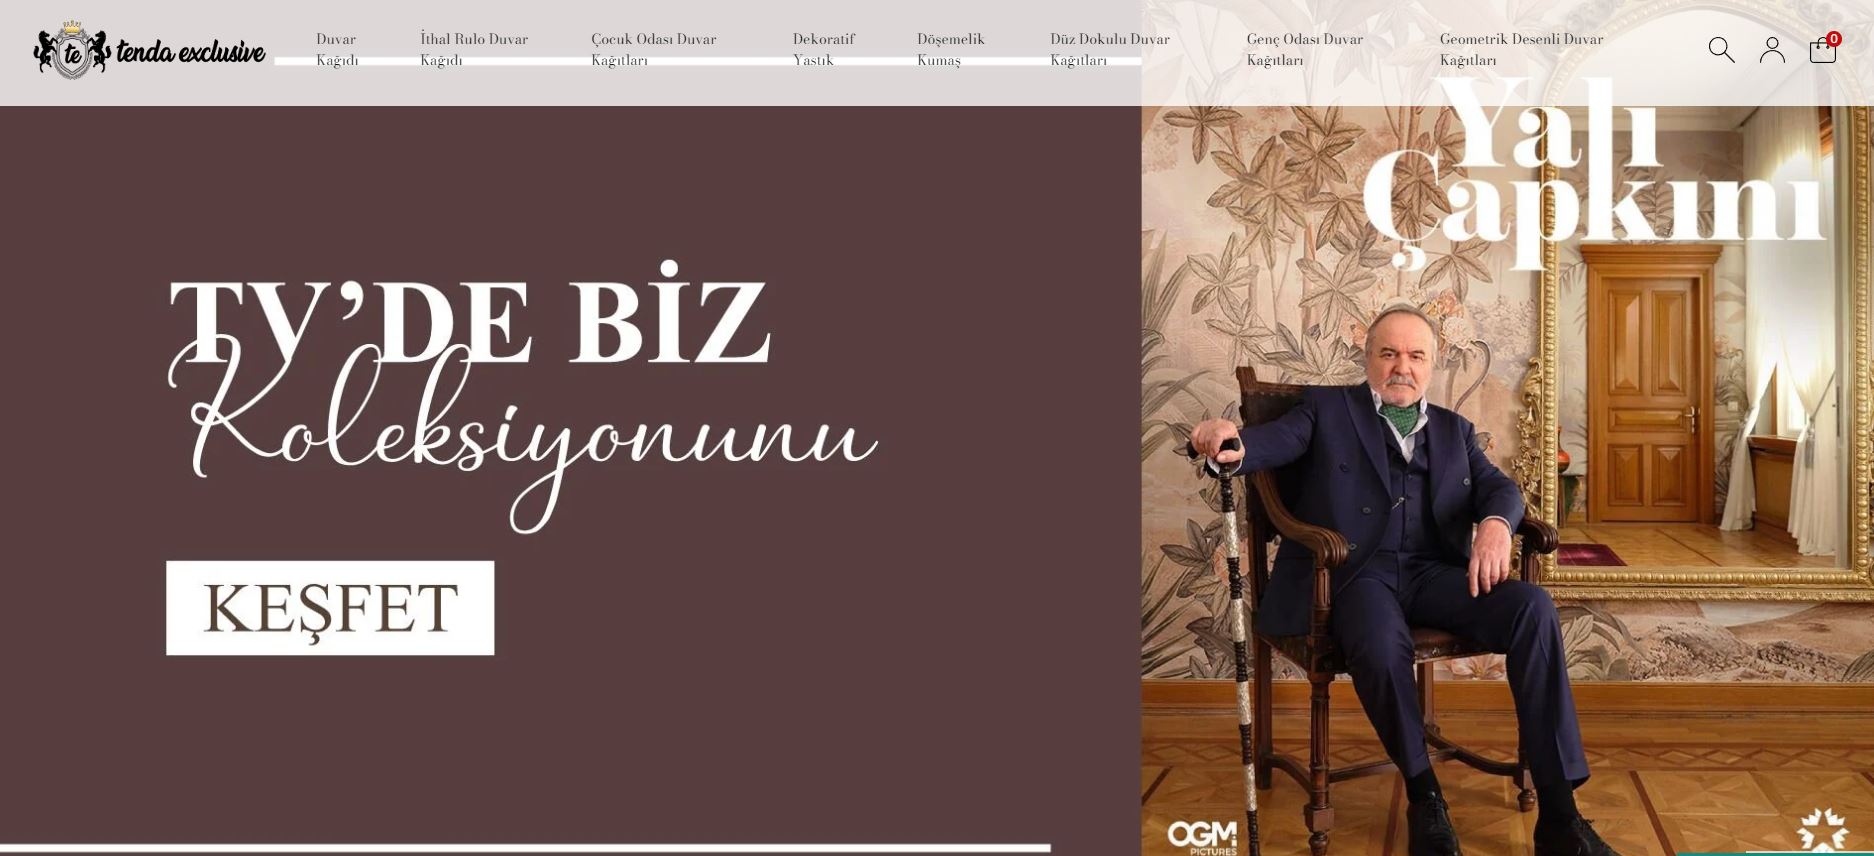 te
tenda exclusive
Duvar
Kağıdı
İthal Rulo Duvar
Kağıdı
Çocuk Odası Duvar
Kağıtları
Dekoratif
Yastık
Döşemelik
Kumaş
Düz Dokulu Duvar
Kağıtları
Genç Odası Duvar
Kağıtları
Geometrik Desenli Duvar
Kağıtları
0
TV’DE BİZ
Koleksiyonunu
KEŞFET
Yalı
Çapkını
OGM
PICTURES